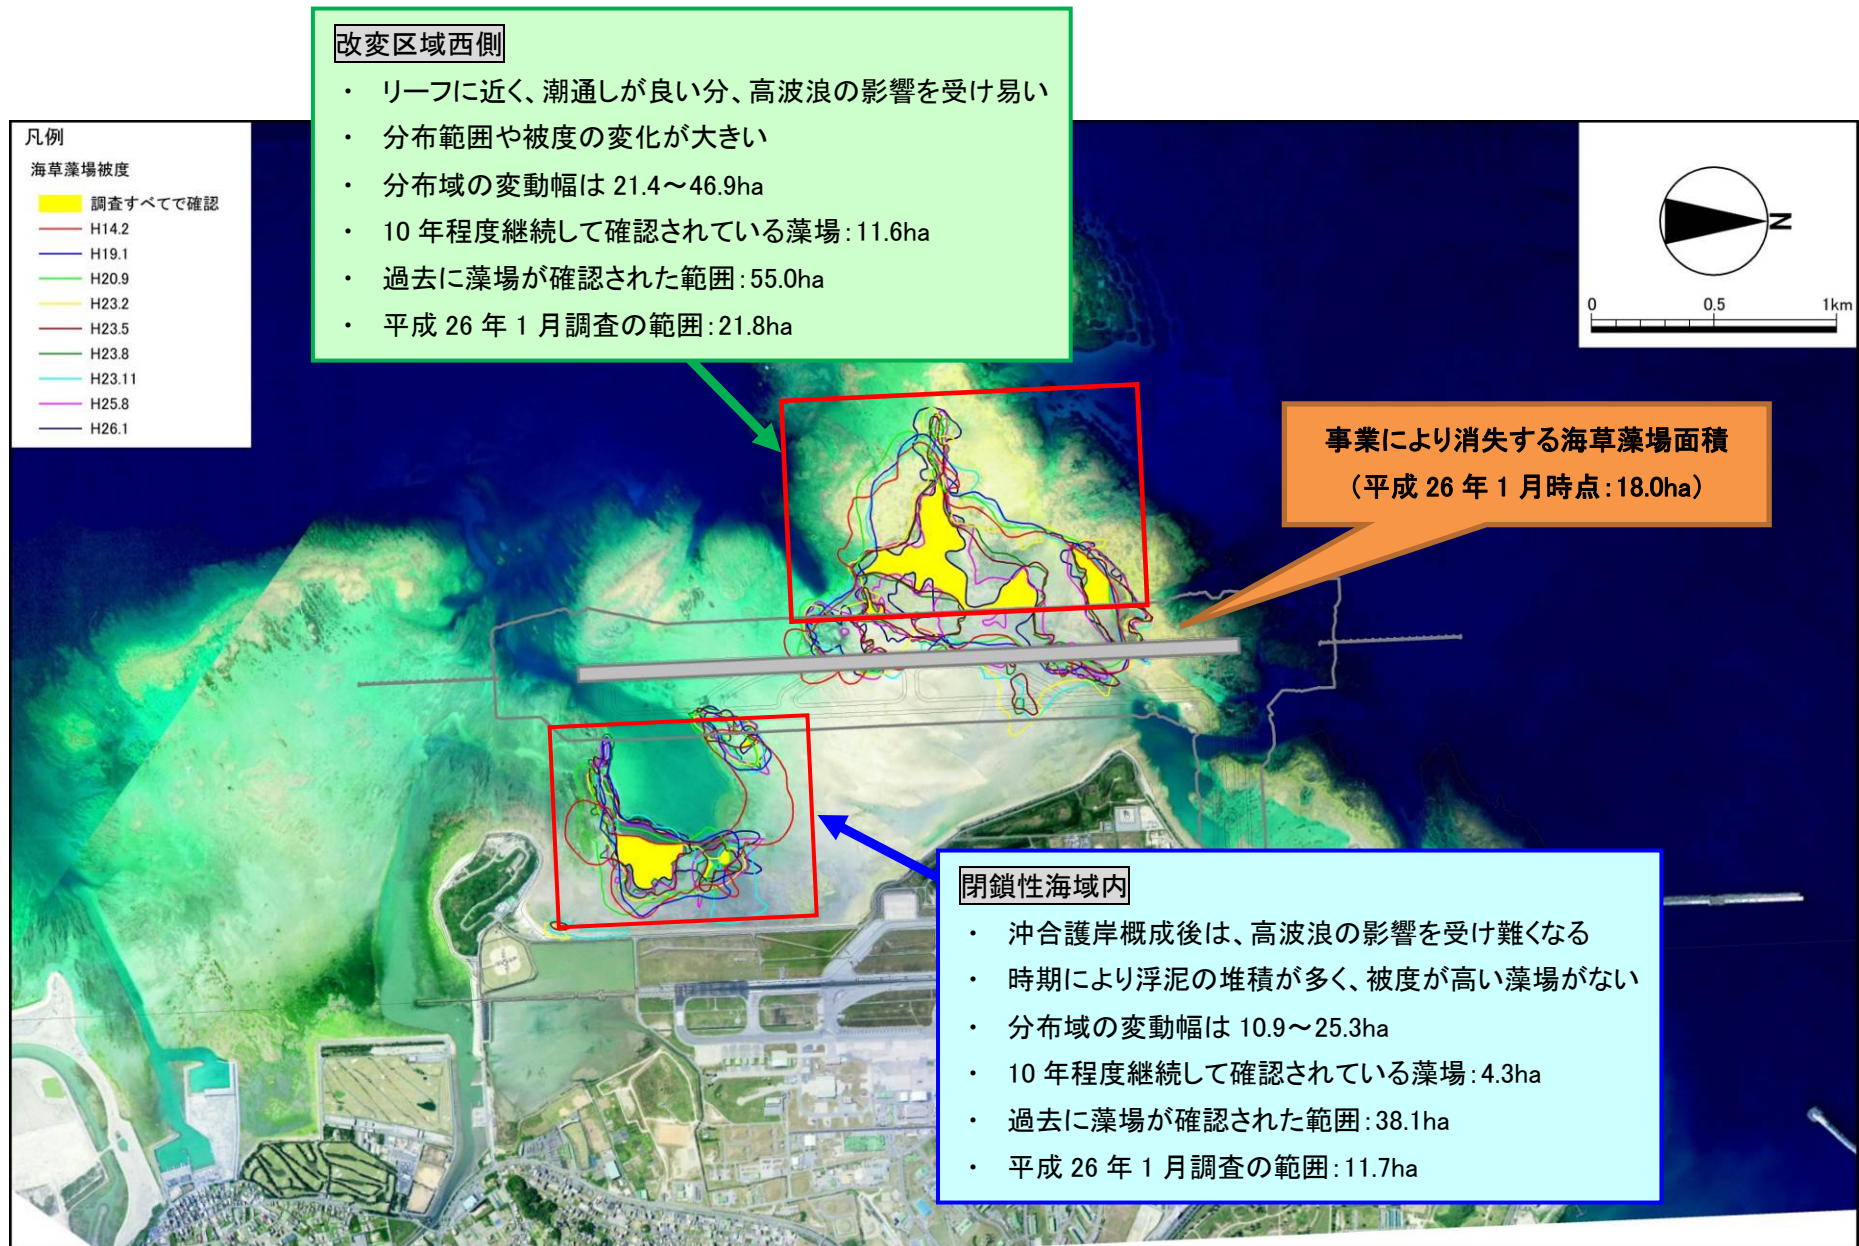 改変区域西側
・ リーフに近く、潮通しが良い分、高波浪の影響を受け易い
・ 分布範囲や被度の変化が大きい
・ 分布域の変動幅は 21.4～46.9ha
・ 10 年程度継続して確認されている藻場：11.6ha
・ 過去に藻場が確認された範囲：55.0ha
・ 平成 26 年 1 月調査の範囲：21.8ha
凡例
海草藻場被度
調査すべてで確認
H14.2
H19.1
H20.9
H23.2
H23.5
H23.8
H23.11
H25.8
H26.1
N
0 0.5 1km
事業により消失する海草藻場面積
（平成 26 年 1 月時点：18.0ha）
閉鎖性海域内
・ 沖合護岸概成後は、高波浪の影響を受け難くなる
・ 時期により浮泥の堆積が多く、被度が高い藻場がない
・ 分布域の変動幅は 10.9～25.3ha
・ 10 年程度継続して確認されている藻場：4.3ha
・ 過去に藻場が確認された範囲：38.1ha
・ 平成 26 年 1 月調査の範囲：11.7ha